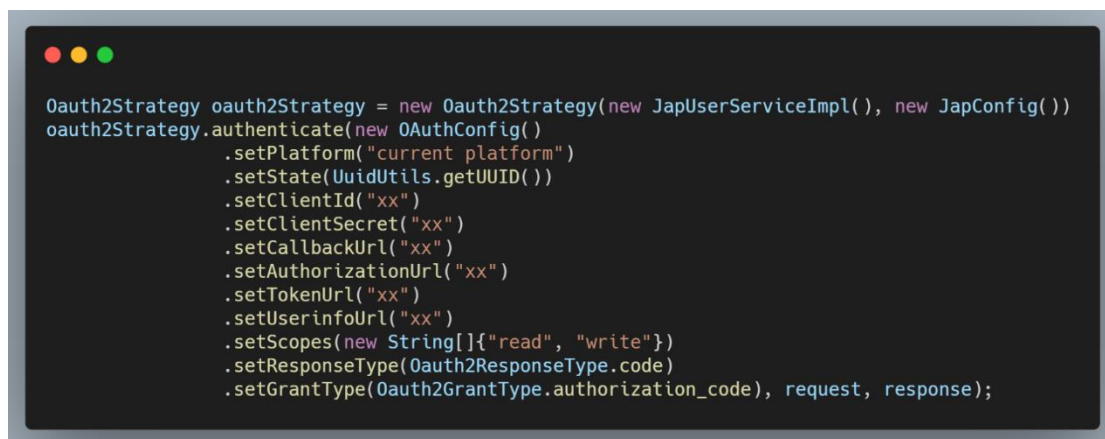 Oauth2Strategy oauth2Strategy = new Oauth2Strategy(new JapUserServiceImpl(), new JapConfig())
oauth2Strategy.authenticate(new OAuthConfig()
.setPlatform("current platform")
.setState(UuidUtils.getUUID())
.setClientId("xx")
.setClientSecret("xx")
.setCallbackUrl("xx")
.setAuthorizationUrl("xx")
.setTokenUrl("xx")
.setUserinfoUrl("xx")
.setScopes(new String[]{"read", "write"})
.setResponseType(Oauth2ResponseType.code)
.setGrantType(Oauth2GrantType.authorization_code), request, response);